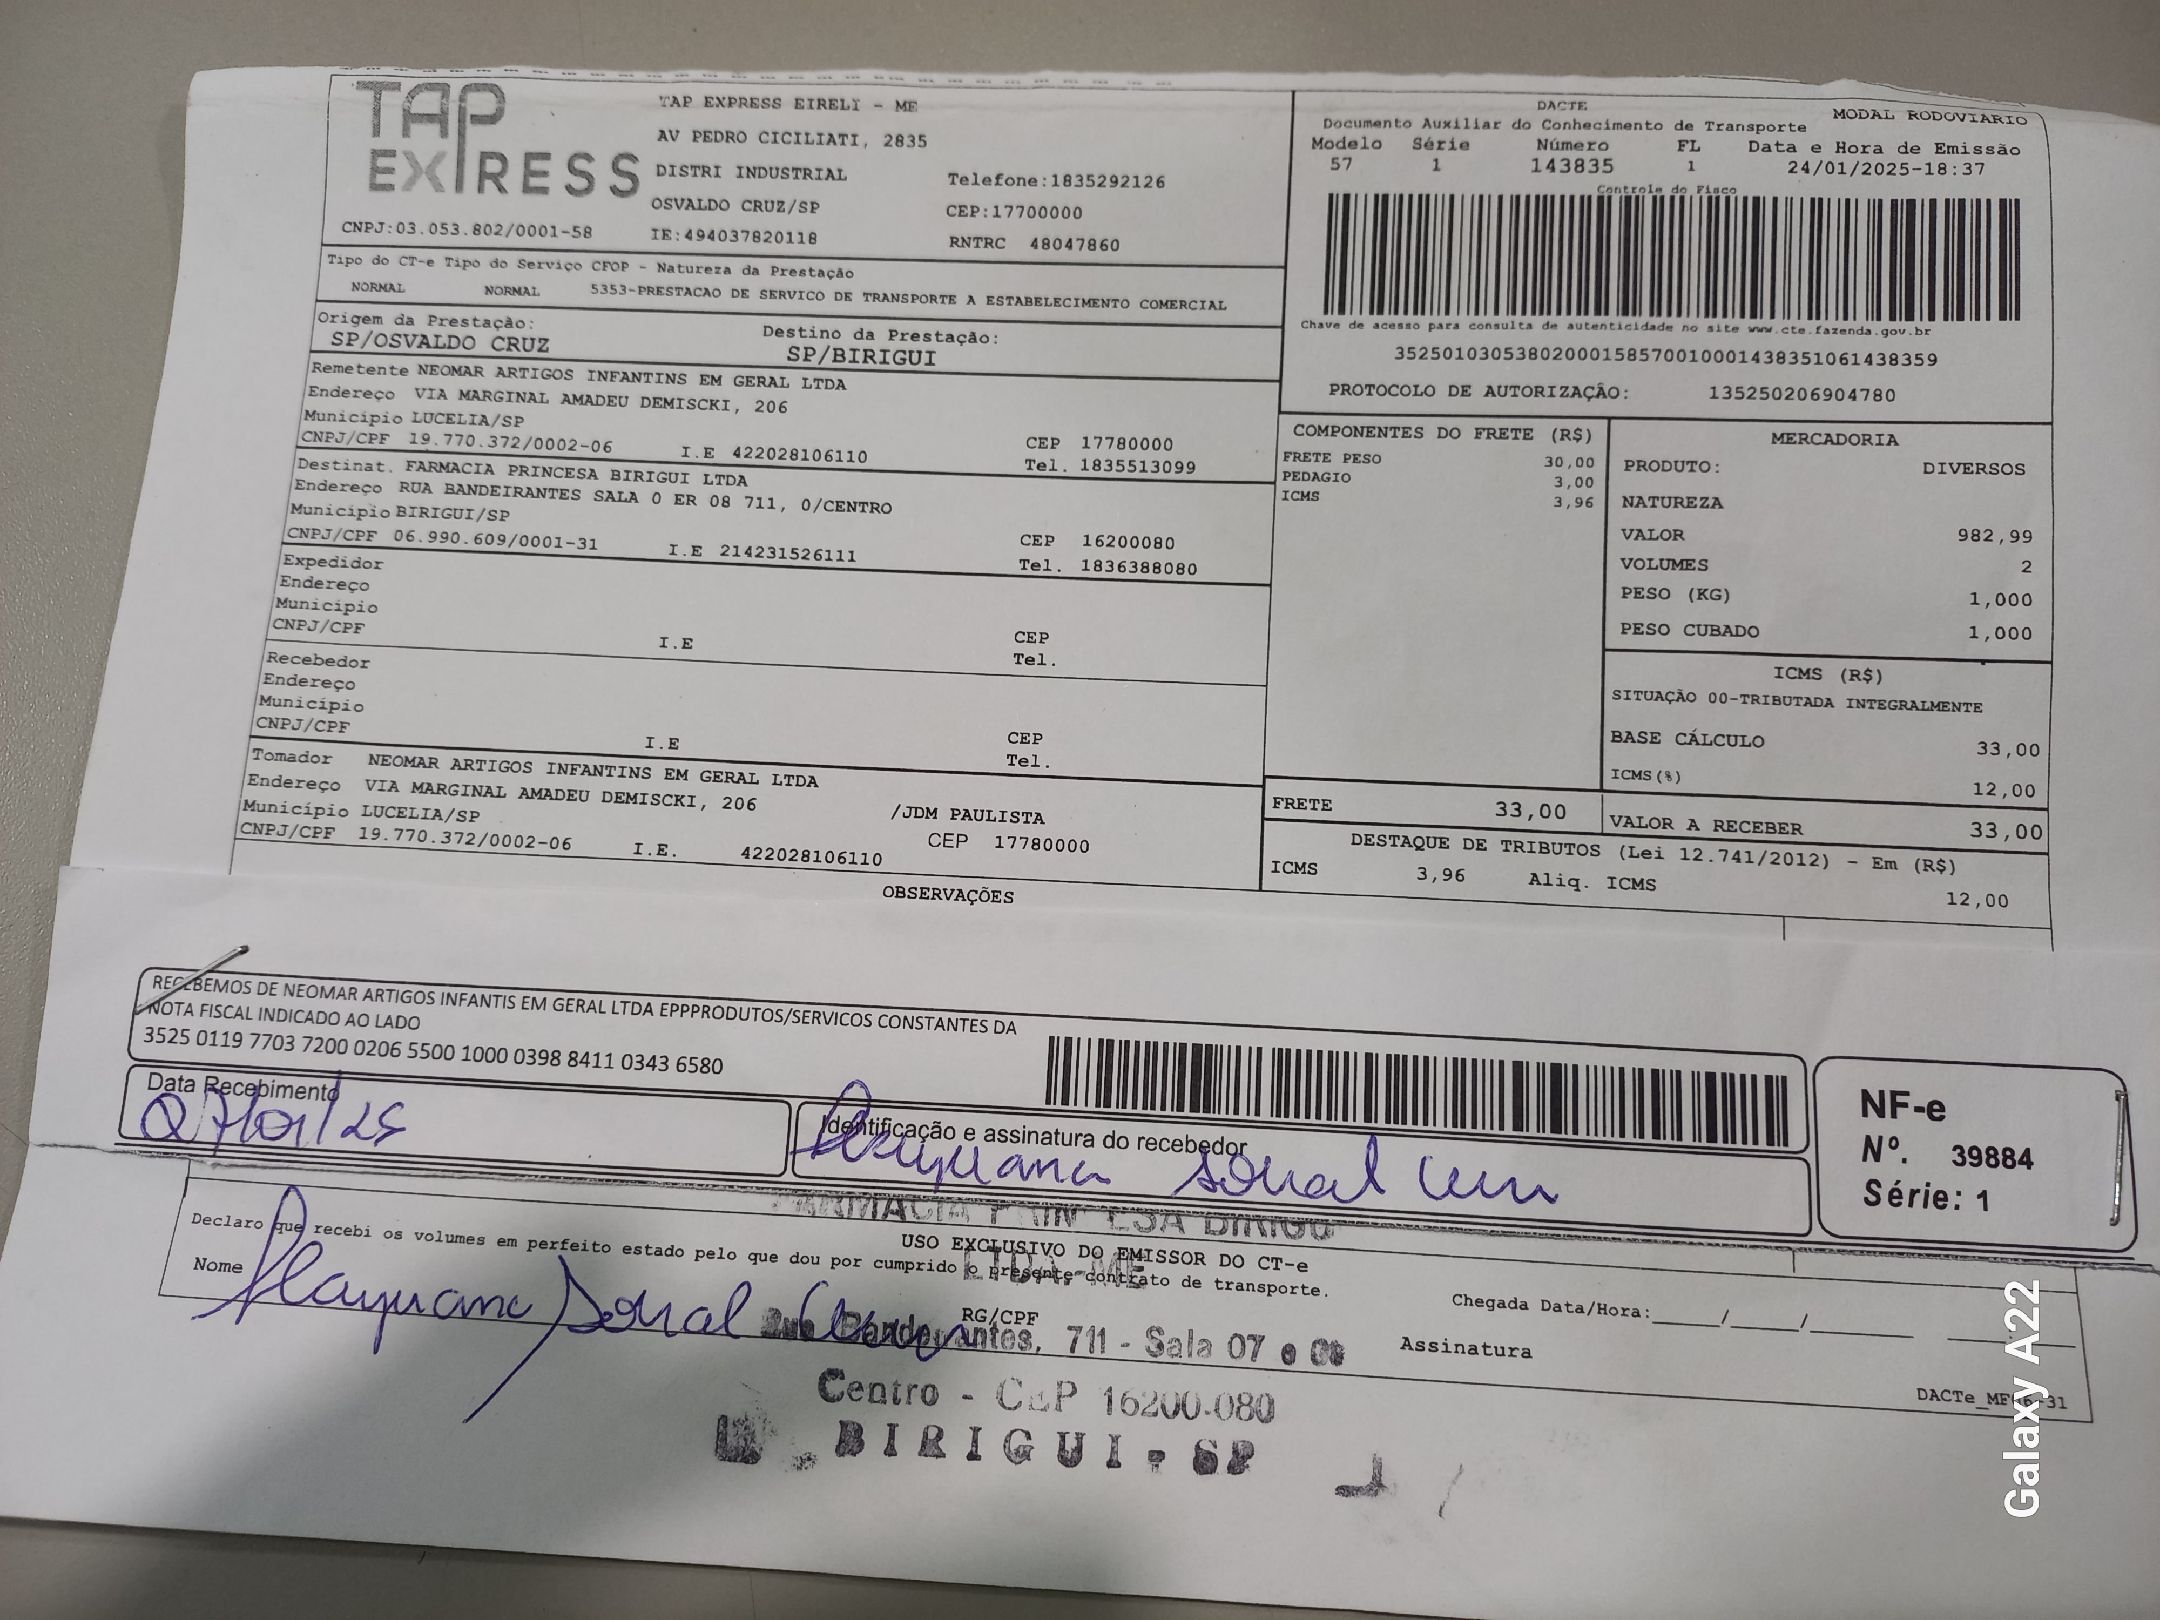 TAP EXPRESS
TAP EXPRESS EIRELI - ME
AV PEDRO CICILIATI, 2835
DISTRI INDUSTRIAL Telefone:1835292126
OSVALDO CRUZ/SP CEP:17700000
CNPJ:03.053.802/0001-58 IE:494037820118 RNTRC 48047860
DACTE MODAL RODOVIARIO
Documento Auxiliar do Conhecimento de Transporte
Modelo Série Número FL Data e Hora de Emissão
57 1 143835 1 24/01/2025-18:37
Controle do Fisco
Chave de acesso para consulta de autenticidade no site www.cte.fazenda.gov.br
35250103053802000158570010001438351061438359
PROTOCOLO DE AUTORIZAÇÃO: 135250206904780
Tipo do CT-e Tipo do Serviço CFOP - Natureza da Prestação
NORMAL NORMAL 5353-PRESTACAO DE SERVICO DE TRANSPORTE A ESTABELECIMENTO COMERCIAL
Origem da Prestação: Destino da Prestação:
SP/OSVALDO CRUZ SP/BIRIGUI
Remetente NEOMAR ARTIGOS INFANTINS EM GERAL LTDA
Endereço VIA MARGINAL AMADEU DEMISCKI, 206
Município LUCELIA/SP CEP 17780000
CNPJ/CPF 19.770.372/0002-06 I.E 422028106110 Tel. 1835513099
Destinat. FARMACIA PRINCESA BIRIGUI LTDA
Endereço RUA BANDEIRANTES SALA 0 ER 08 711, 0/CENTRO
Município BIRIGUI/SP CEP 16200080
CNPJ/CPF 06.990.609/0001-31 I.E 214231526111 Tel. 1836388080
Expedidor
Endereço
Município CEP
CNPJ/CPF I.E Tel.
Recebedor
Endereço
Município CEP
CNPJ/CPF I.E Tel.
Tomador NEOMAR ARTIGOS INFANTINS EM GERAL LTDA
Endereço VIA MARGINAL AMADEU DEMISCKI, 206 /JDM PAULISTA
Município LUCELIA/SP CEP 17780000
CNPJ/CPF 19.770.372/0002-06 I.E. 422028106110
COMPONENTES DO FRETE (R$)
FRETE PESO 30,00
PEDAGIO 3,00
ICMS 3,96
MERCADORIA
PRODUTO: DIVERSOS
NATUREZA
VALOR 982,99
VOLUMES 2
PESO (KG) 1,000
PESO CUBADO 1,000
ICMS (R$)
SITUAÇÃO 00-TRIBUTADA INTEGRALMENTE
BASE CÁLCULO 33,00
ICMS(%) 12,00
FRETE 33,00 VALOR A RECEBER 33,00
DESTAQUE DE TRIBUTOS (Lei 12.741/2012) - Em (R$)
ICMS 3,96 Aliq. ICMS 12,00
OBSERVAÇÕES
RECEBEMOS DE NEOMAR ARTIGOS INFANTIS EM GERAL LTDA EPPPRODUTOS/SERVICOS CONSTANTES DA
NOTA FISCAL INDICADO AO LADO
3525 0119 7703 7200 0206 5500 1000 0398 8411 0343 6580
Data Recebimento
27/01/25
Identificação e assinatura do recebedor
NF-e
Nº. 39884
Série: 1
USO EXCLUSIVO DO EMISSOR DO CT-e
Declaro que recebi os volumes em perfeito estado pelo que dou por cumprido o presente contrato de transporte.
Nome RG/CPF
Chegada Data/Hora:_____/_____/_______ _______
Assinatura
DACTe_MF
LTDA.-ME
711 - Sala 07 e 08
Centro - CEP 16200-080
BIRIGUI - SP
Galaxy A22